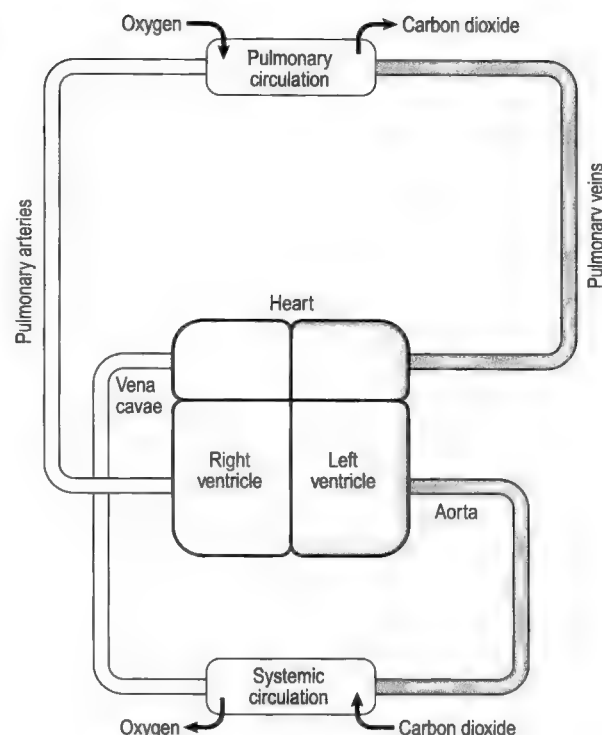 Oxygen
Carbon dioxide
Pulmonary
circulation
Pulmonary arteries
Pulmonary veins
Heart
Vena
cavae
Right
ventricle
Left
ventricle
Aorta
Systemic
circulation
Oxygen
Carbon dioxide